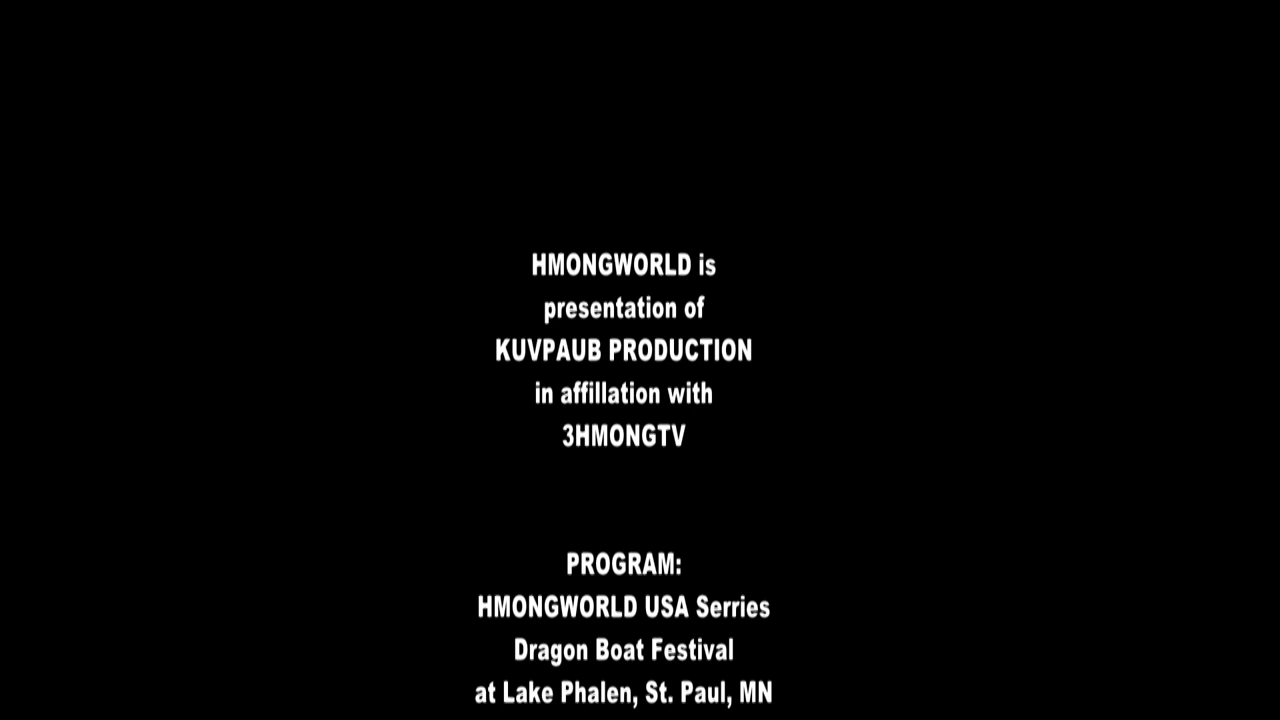 HMONGWORLD is
presentation of
KUVPAUB PRODUCTION
in affillation with
3HMONGTV
PROGRAM:
HMONGWORLD USA Serries
Dragon Boat Festival
at Lake Phalen, St. Paul, MN